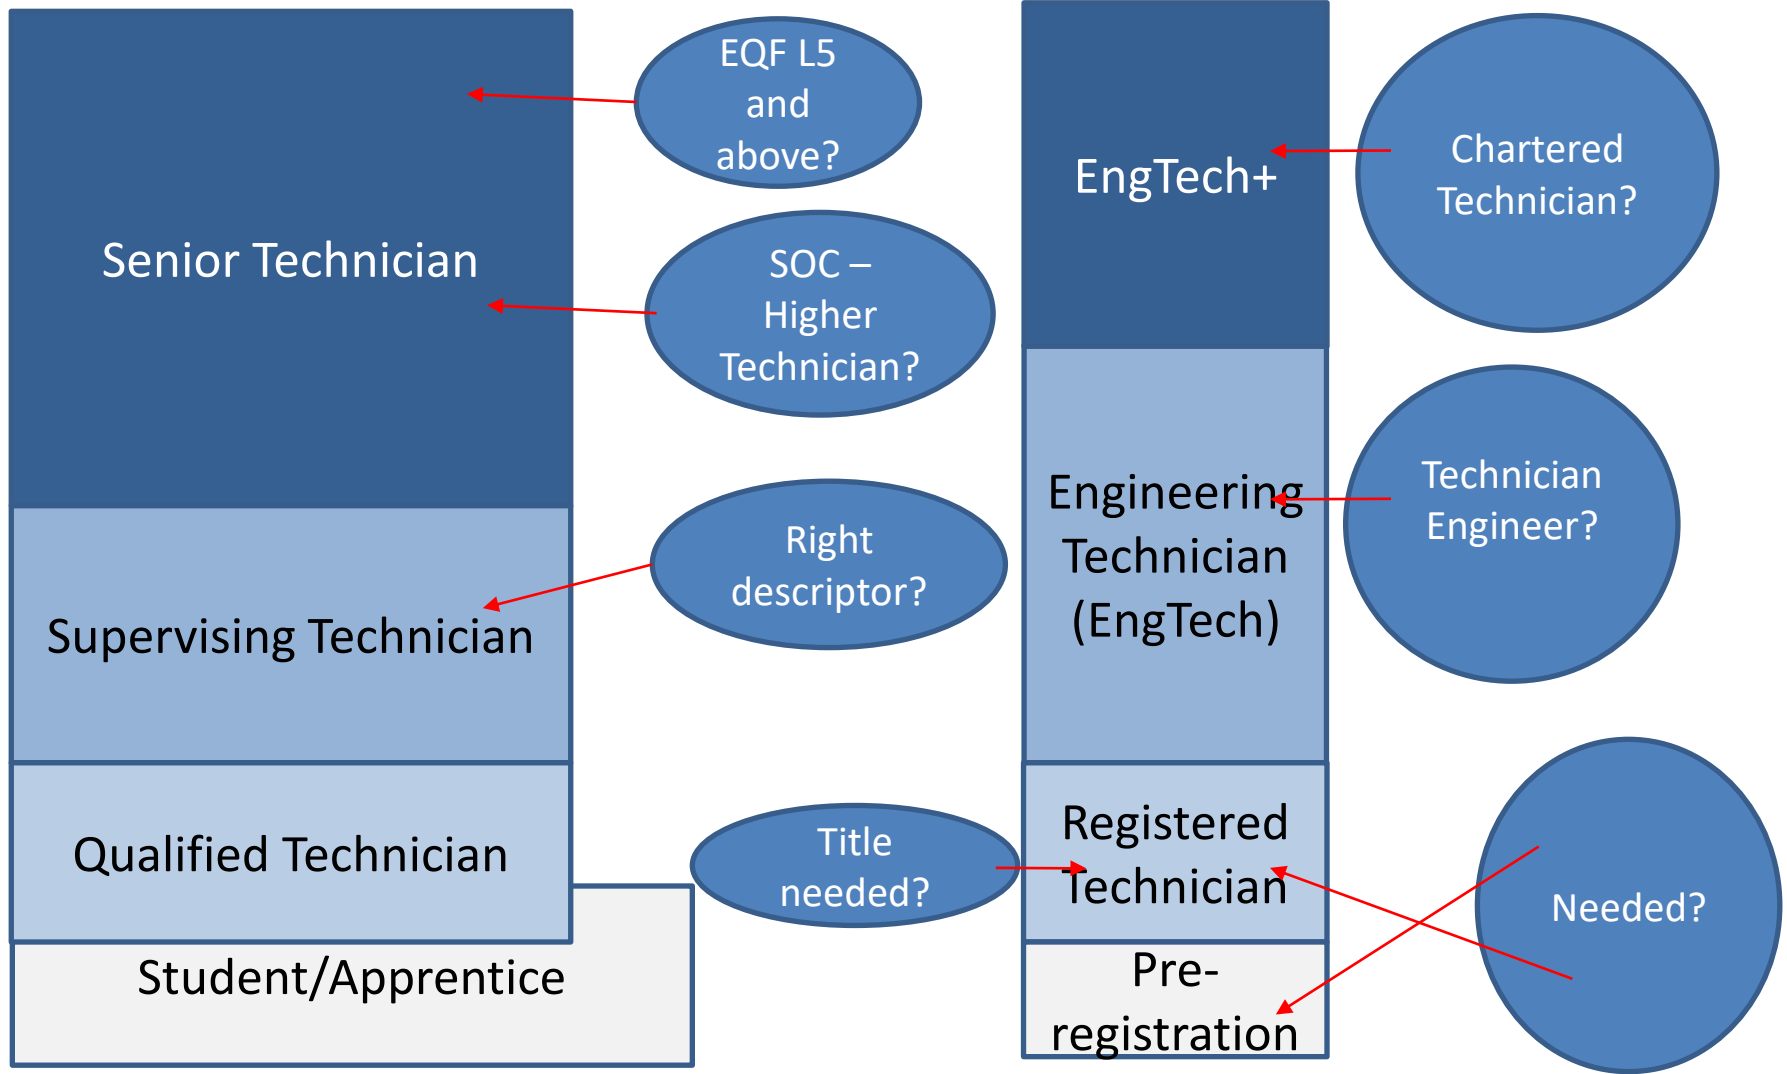 Senior Technician
Supervising Technician
Qualified Technician
Student/Apprentice
EQF L5
and
above?
SOC –
Higher
Technician?
Right
descriptor?
Title
needed?
EngTech+
Engineering
Technician
(EngTech)
Registered
Technician
Pre-
registration
Chartered
Technician?
Technician
Engineer?
Needed?